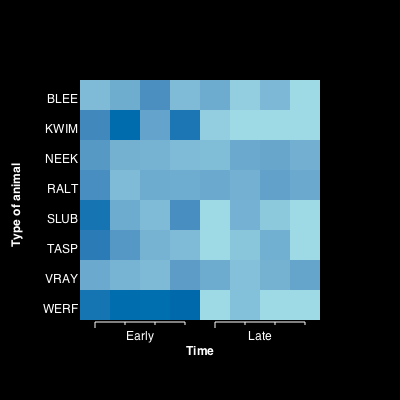 BLEE
KWIM
NEEK
RALT
SLUB
TASP
VRAY
WERF
Type of animal
Early Late
Time